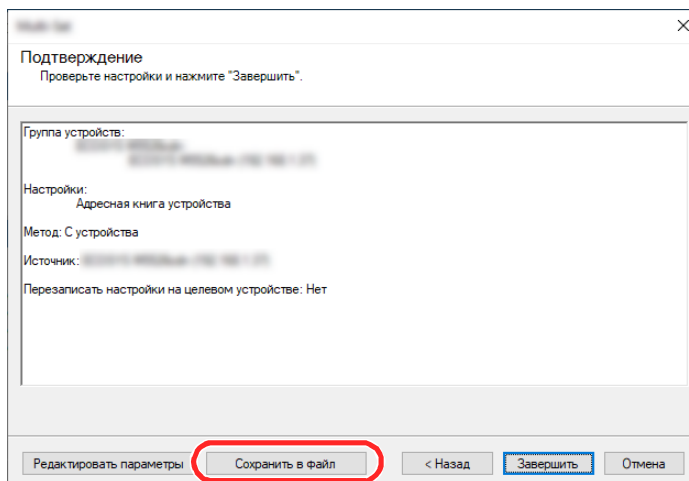 Подтверждение
Проверьте настройки и нажмите "Завершить".
Группа устройств:
Настройки:
Адресная книга устройства
Метод: С устройства
Источник:
Перезаписать настройки на целевом устройстве: Нет
Редактировать параметры Сохранить в файл < Назад Завершить Отмена